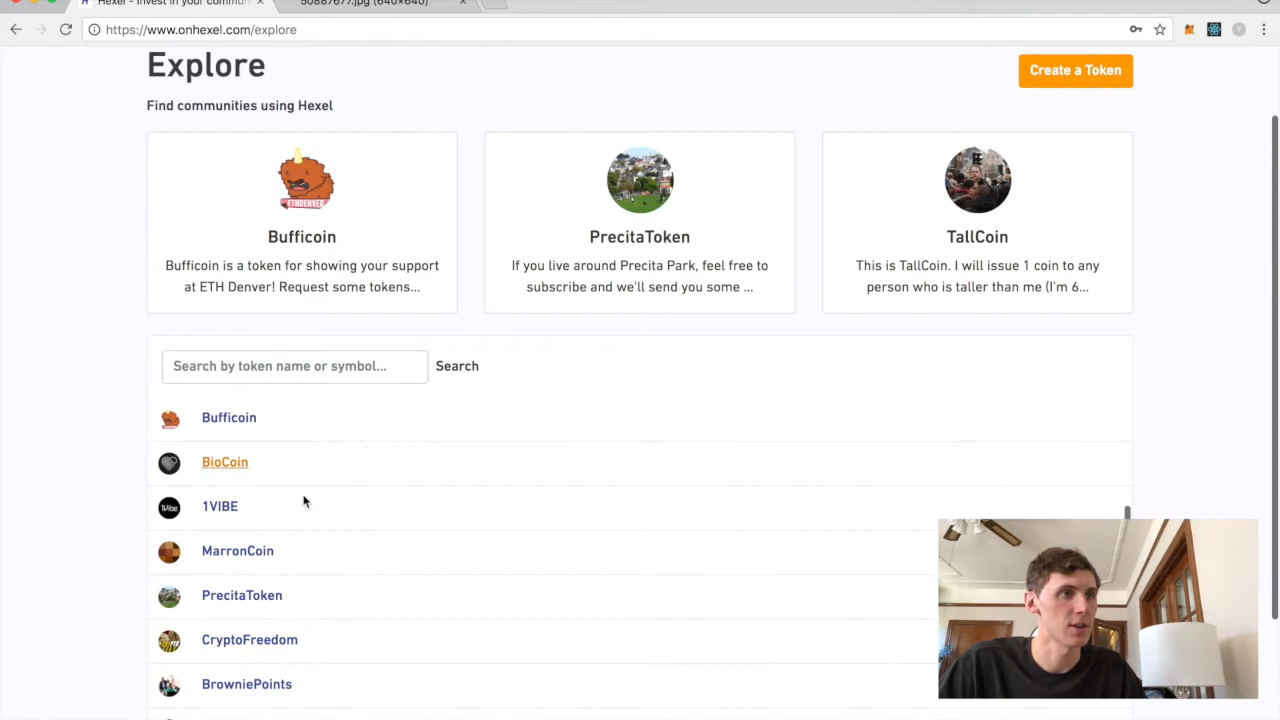 Hexel - Invest in your commun
50887677.jpg (640×640)
https://www.onhexel.com/explore
Explore
Create a Token
Find communities using Hexel
ETHDENVER
Bufficoin
Bufficoin is a token for showing your support
at ETH Denver! Request some tokens...
PrecitaToken
If you live around Precita Park, feel free to
subscribe and we'll send you some ...
TallCoin
This is TallCoin. I will issue 1 coin to any
person who is taller than me (I'm 6...
Search by token name or symbol...
Search
Bufficoin
BioCoin
1Vibe
1VIBE
MarronCoin
PrecitaToken
CryptoFreedom
BrowniePoints